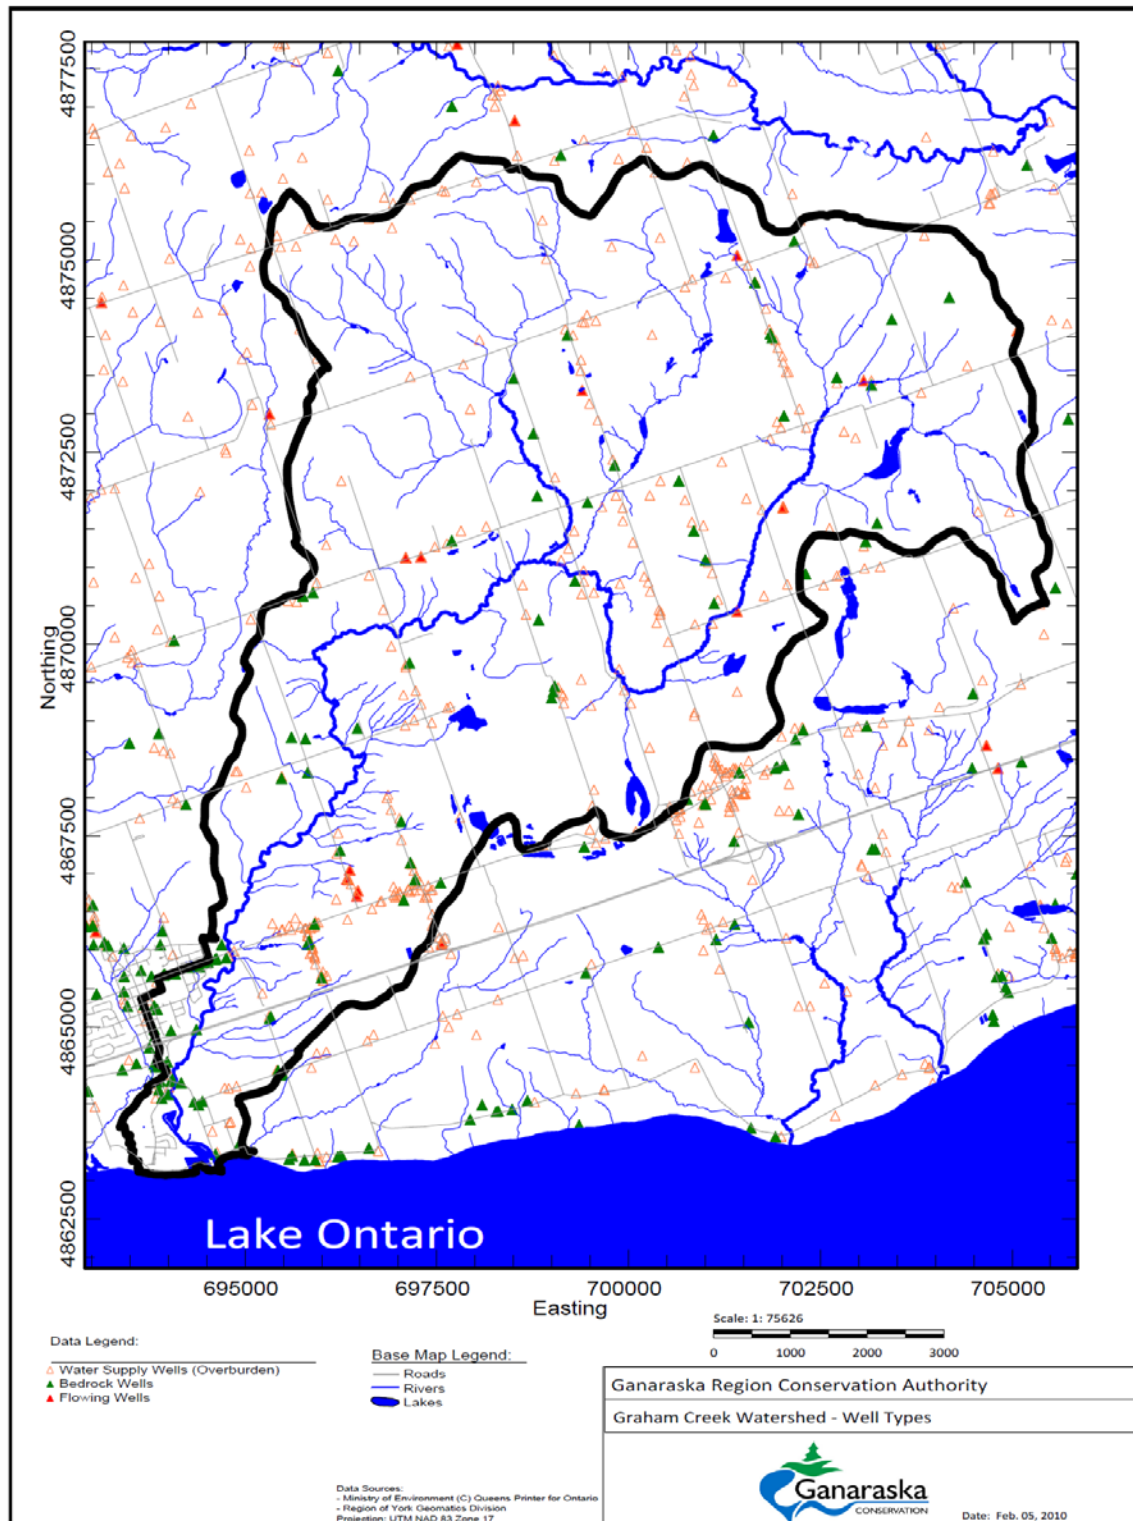 4877500
4875000
4872500
4870000
4867500
4865000
4862500
Northing
Lake Ontario
695000 697500 700000 702500 705000
Easting
Scale: 1: 75626
0 1000 2000 3000
Data Legend:
Water Supply Wells (Overburden)
Bedrock Wells
Flowing Wells
Base Map Legend:
Roads
Rivers
Lakes
Ganaraska Region Conservation Authority
Graham Creek Watershed - Well Types
Data Sources:
- Ministry of Environment (C) Queens Printer for Ontario
- Region of York Geomatics Division
Projection: UTM NAD 83 Zone 17
Ganaraska
CONSERVATION
Date: Feb. 05, 2010